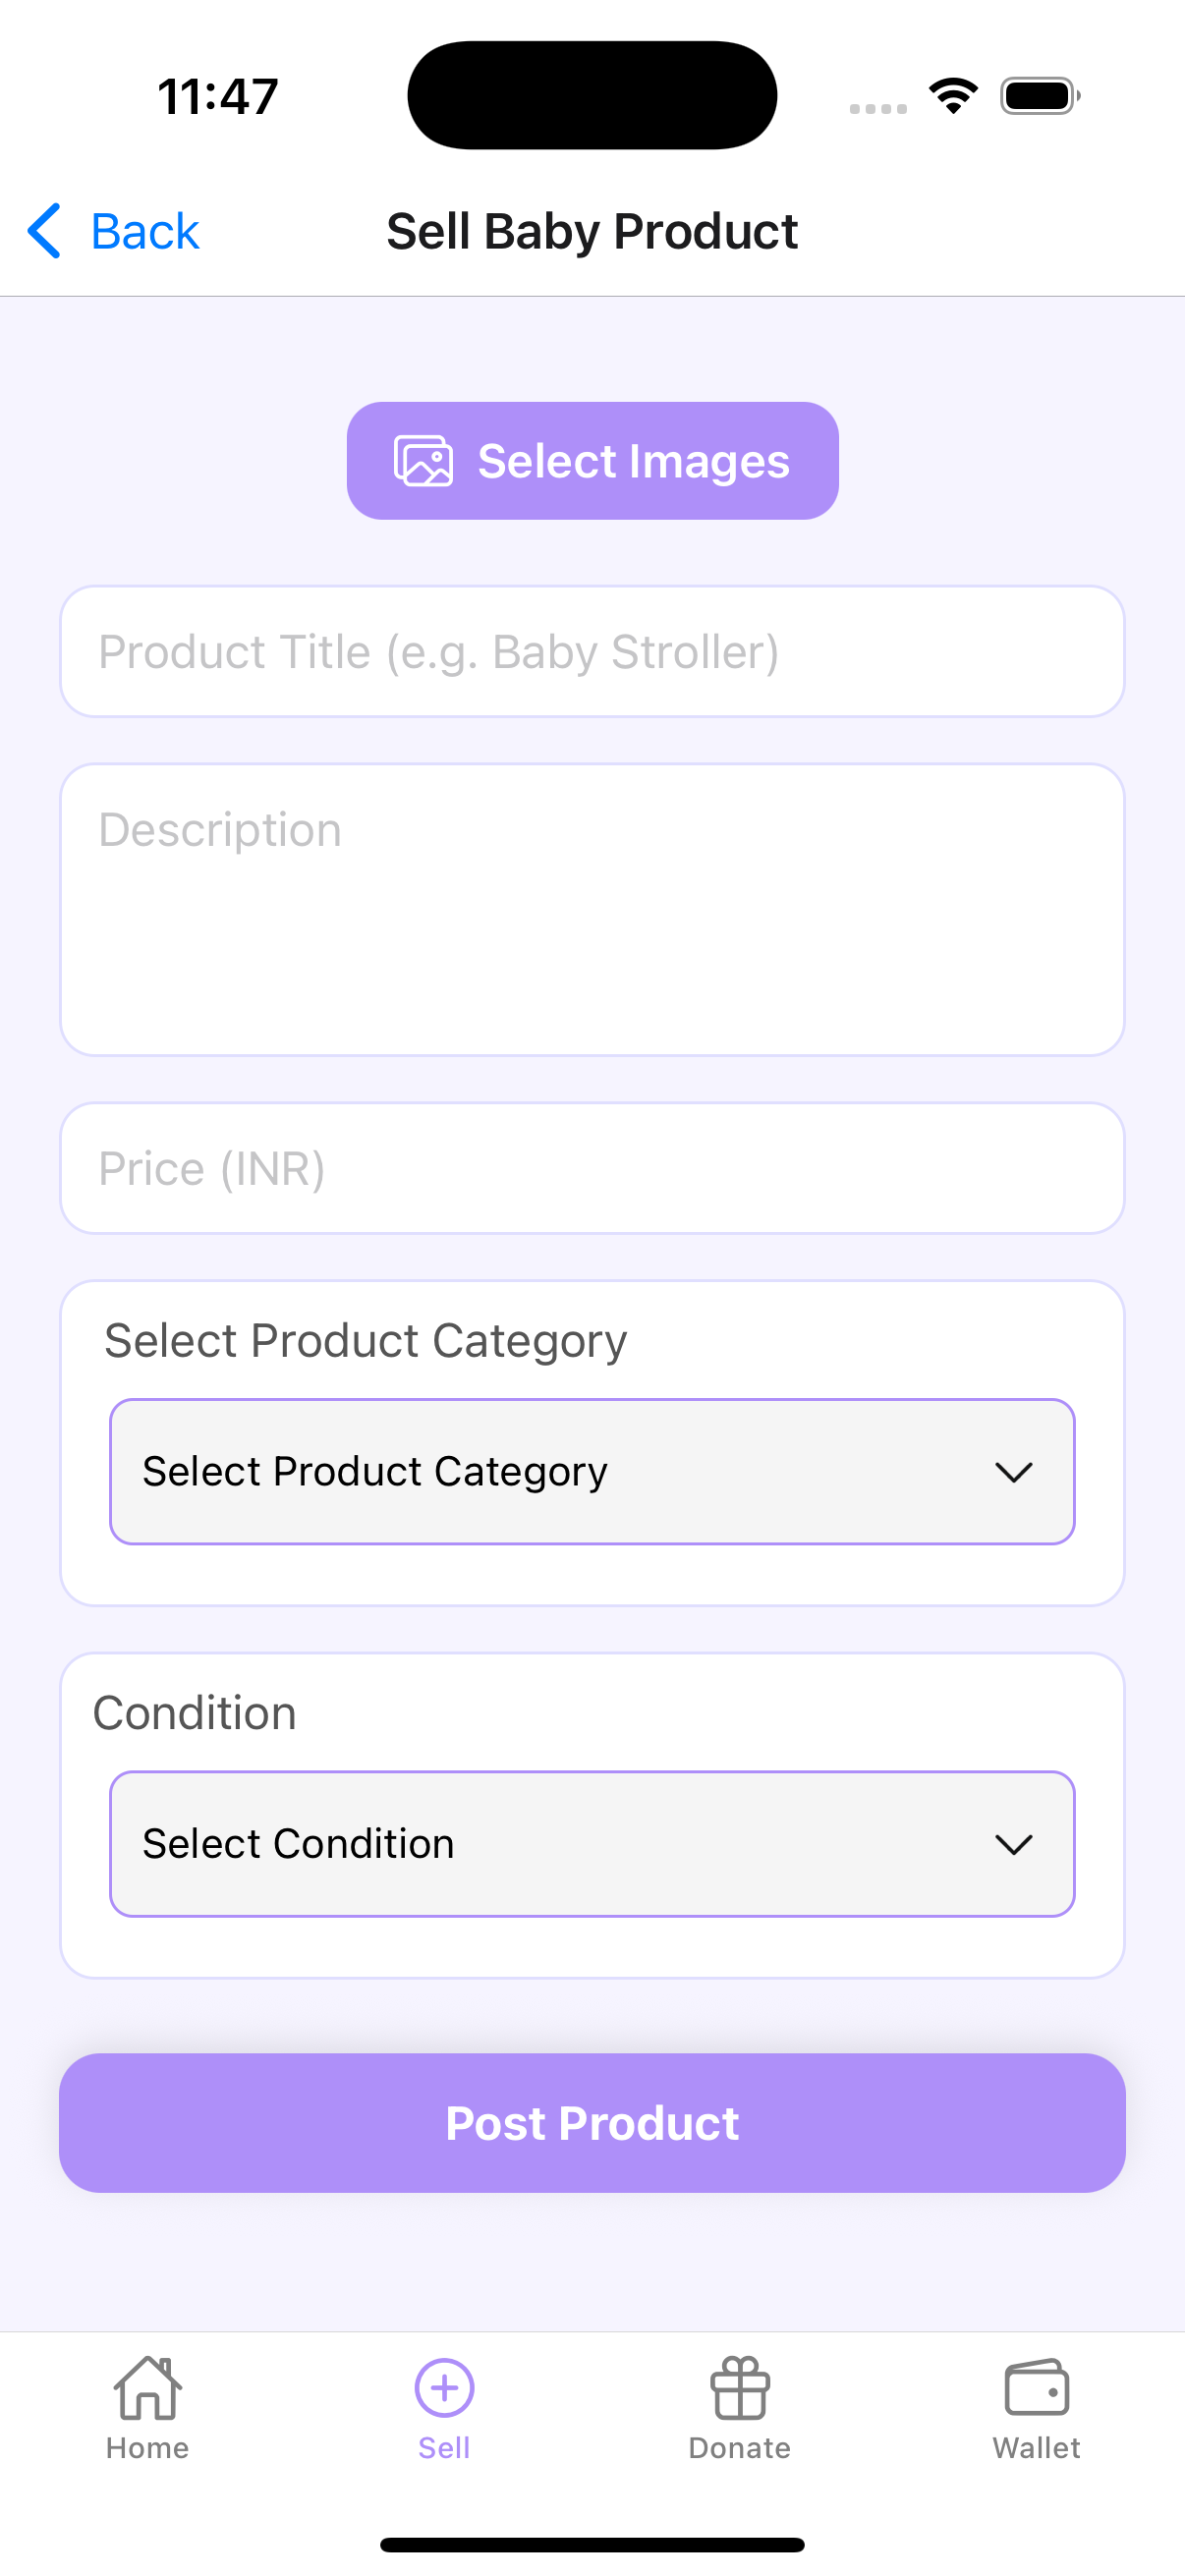 11:47
Back
Sell Baby Product
Select Images
Product Title (e.g. Baby Stroller)
Description
Price (INR)
Select Product Category
Select Product Category
Condition
Select Condition
Post Product
Home
Sell
Donate
Wallet